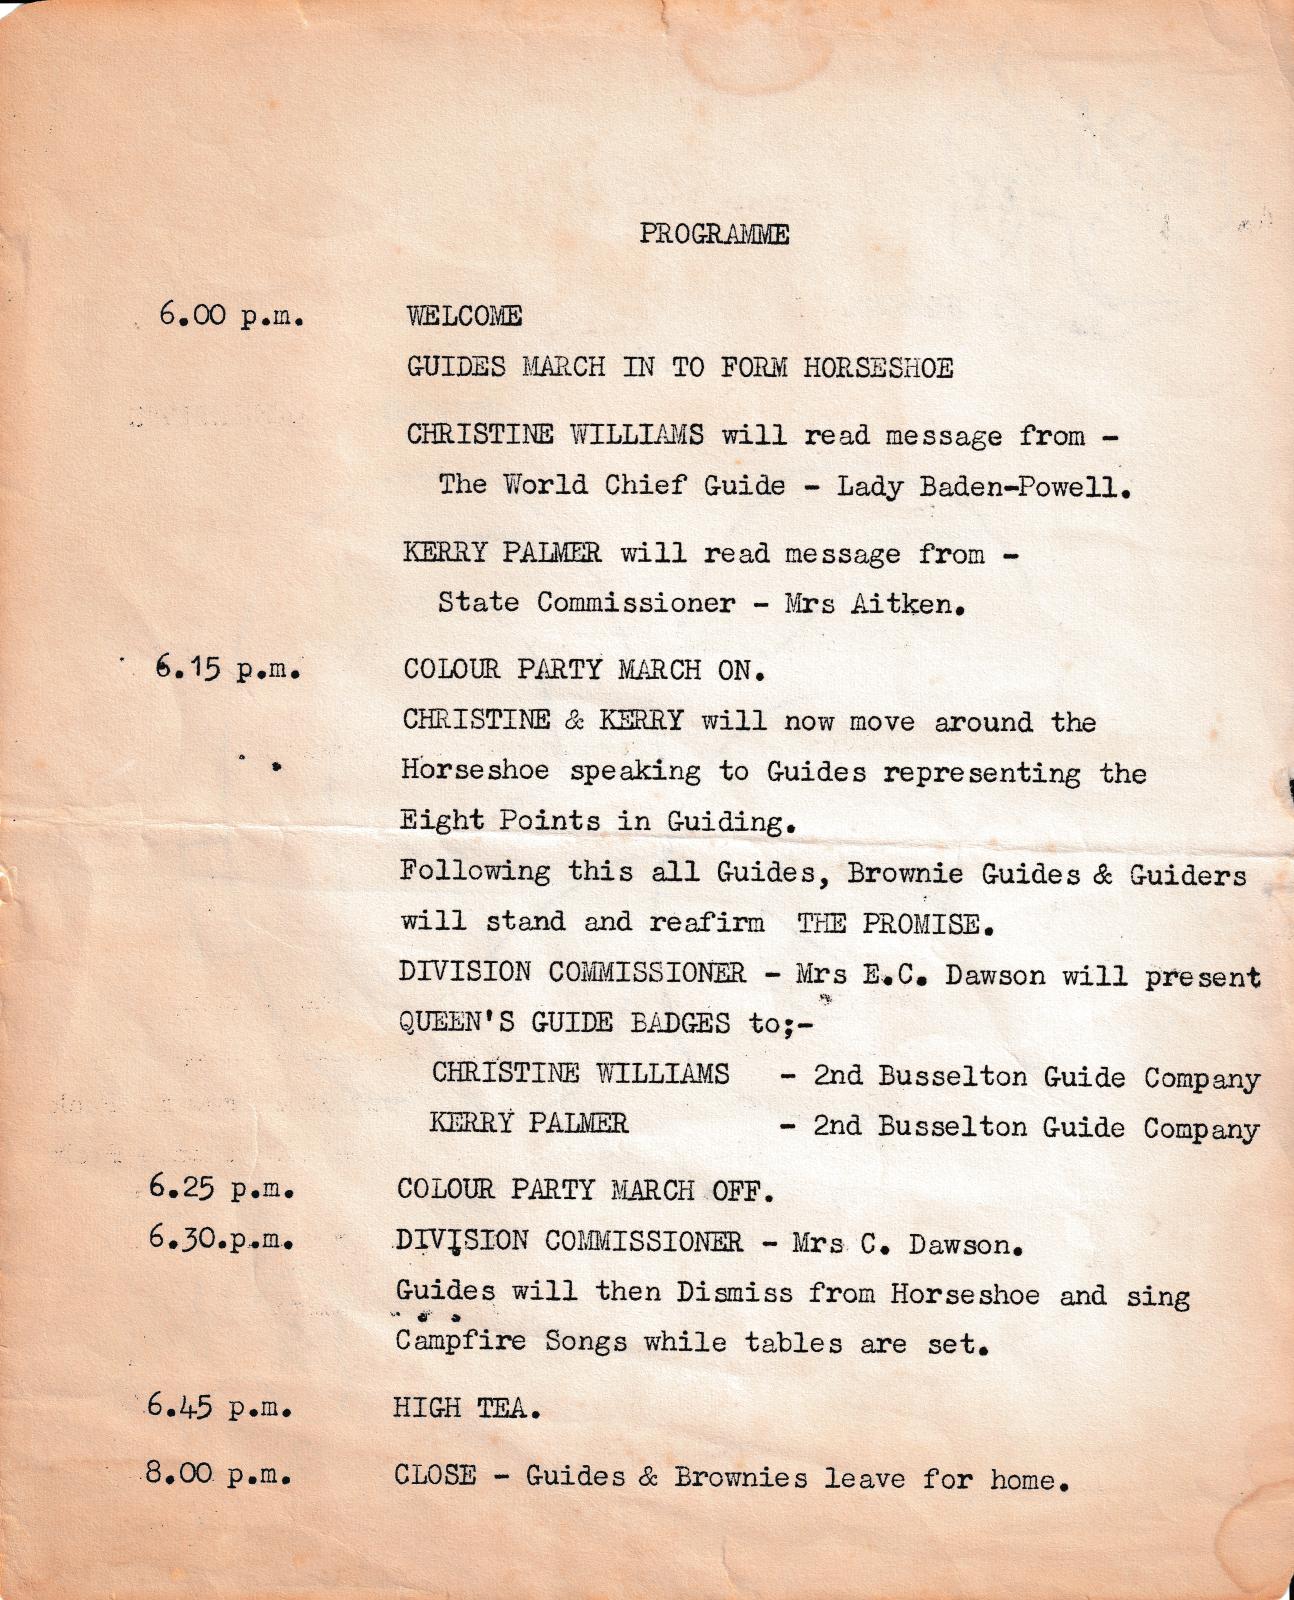 PROGRAMME
6.00 p.m. WELCOME
GUIDES MARCH IN TO FORM HORSESHOE
CHRISTINE WILLIAMS will read message from -
The World Chief Guide - Lady Baden-Powell.
KERRY PALMER will read message from -
State Commissioner - Mrs Aitken.
6.15 p.m. COLOUR PARTY MARCH ON.
CHRISTINE & KERRY will now move around the
Horseshoe speaking to Guides representing the
Eight Points in Guiding.
Following this all Guides, Brownie Guides & Guiders
will stand and reafirm THE PROMISE.
DIVISION COMMISSIONER - Mrs E.C. Dawson will present
QUEEN'S GUIDE BADGES to;-
CHRISTINE WILLIAMS - 2nd Busselton Guide Company
KERRY PALMER - 2nd Busselton Guide Company
6.25 p.m. COLOUR PARTY MARCH OFF.
6.30.p.m. DIVISION COMMISSIONER - Mrs C. Dawson.
Guides will then Dismiss from Horseshoe and sing
Campfire Songs while tables are set.
6.45 p.m. HIGH TEA.
8.00 p.m. CLOSE - Guides & Brownies leave for home.